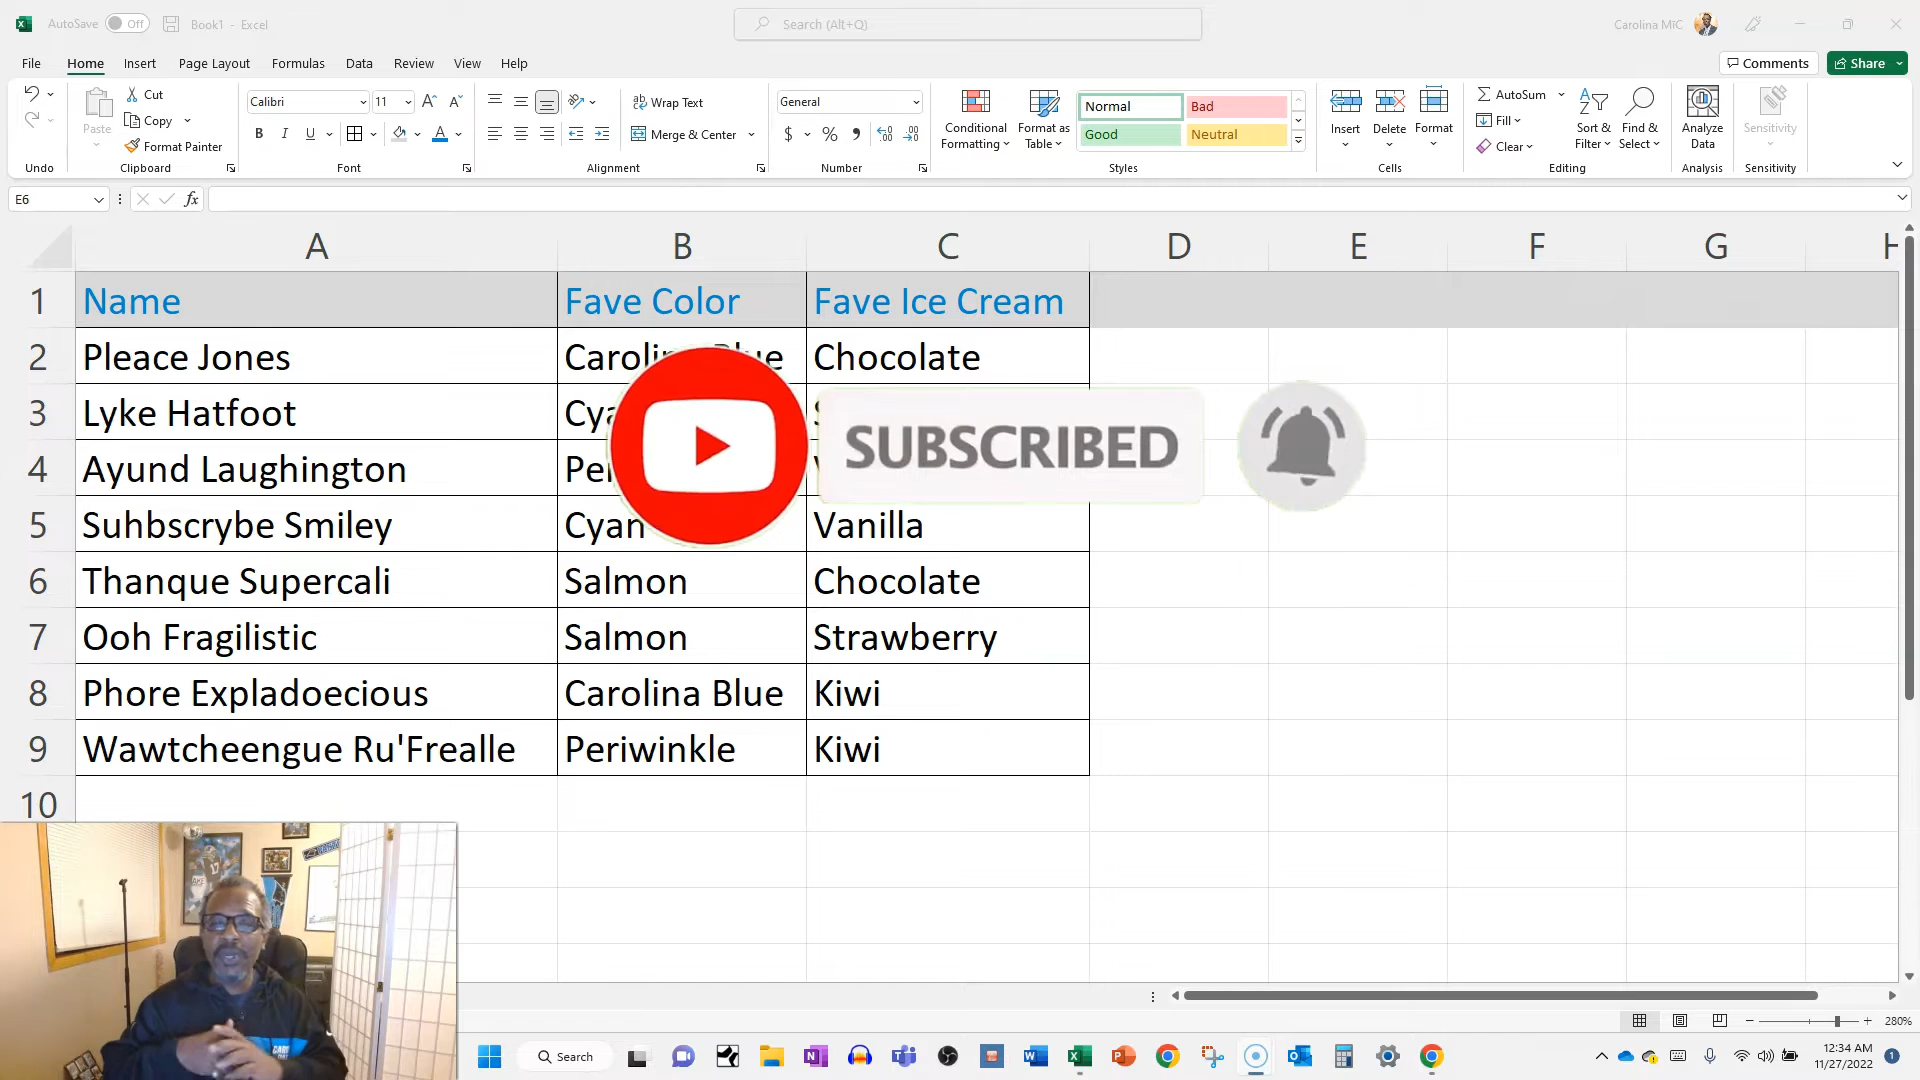 AutoSave Off Book1 - Excel Search (Alt+Q) Carolina MiC
File Home Insert Page Layout Formulas Data Review View Help Comments Share
Paste Cut Copy Format Painter
Calibri 11
B I U
Wrap Text
Merge & Center
General
$ %
Conditional Formatting Format as Table
Normal Bad
Good Neutral
Insert Delete Format
AutoSum
Fill
Clear
Sort & Filter Find & Select
Analyze Data
Sensitivity
Undo Clipboard Font Alignment Number Styles Cells Editing Analysis Sensitivity
E6 fx
A B C D E F G H
1 Name Fave Color Fave Ice Cream
2 Pleace Jones Chocolate
3 Lyke Hatfoot
4 Ayund Laughington
5 Suhbscrybe Smiley Cyan Vanilla
SUBSCRIBED
6 Thanque Supercali Salmon Chocolate
7 Ooh Fragilistic Salmon Strawberry
8 Phore Expladoecious Carolina Blue Kiwi
9 Wawtcheengue Ru'Frealle Periwinkle Kiwi
10
280%
Search
12:34 AM
11/27/2022
1